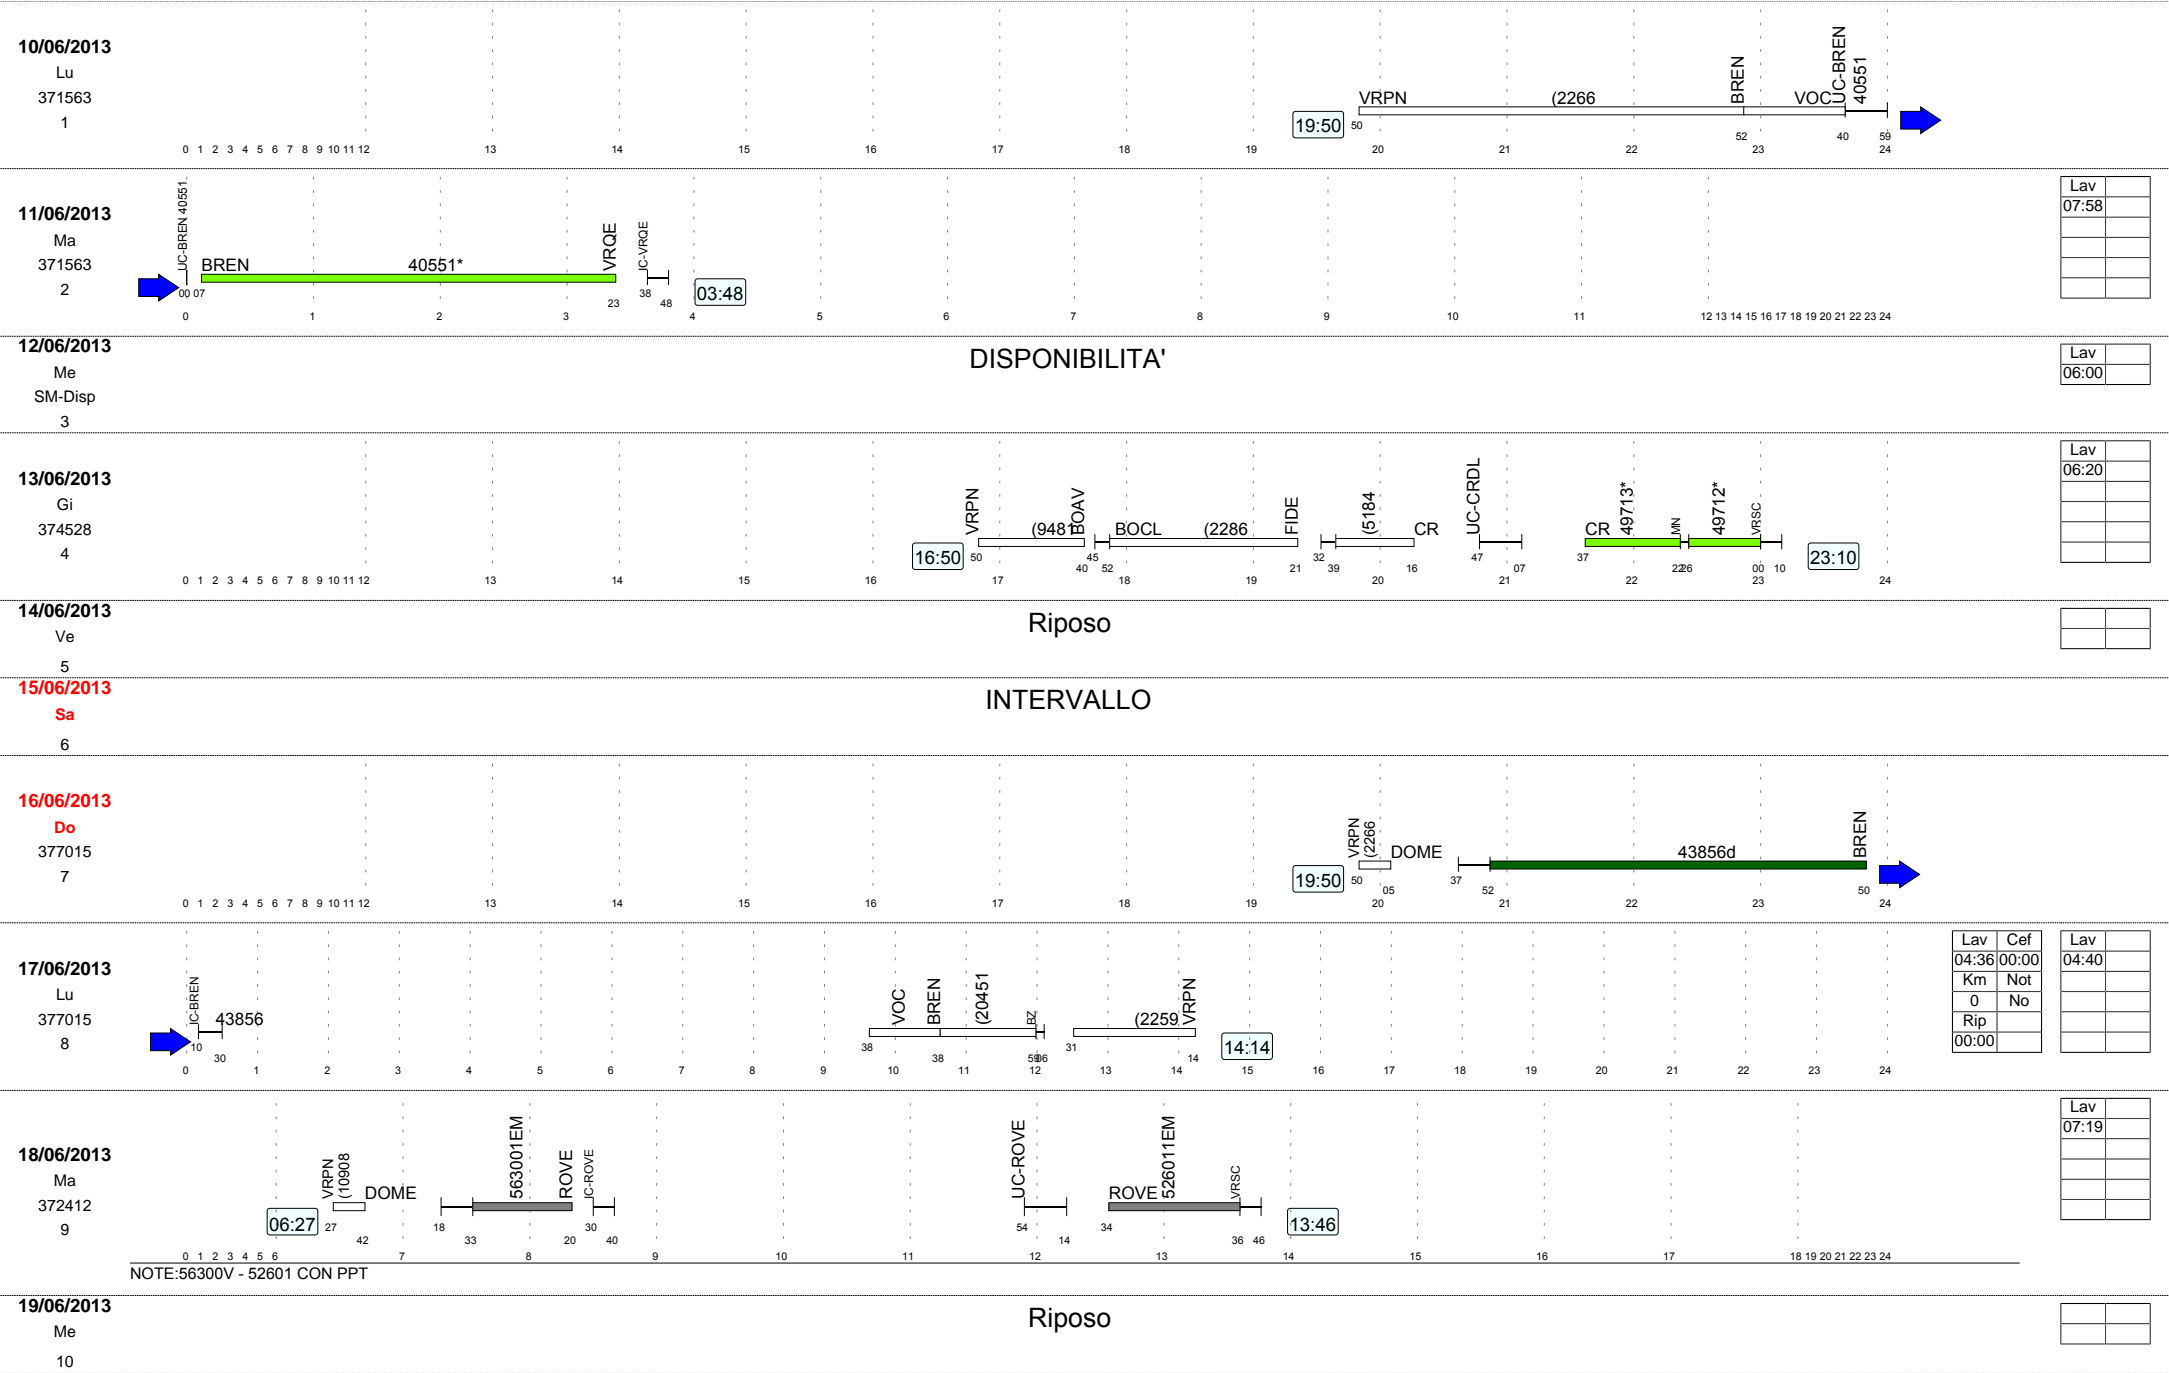 10/06/2013
Lu
371563
1
19:50
VRPN (2266 BREN VOC UC-BREN 40551
50 52 40 59
0 1 2 3 4 5 6 7 8 9 10 11 12 13 14 15 16 17 18 19 20 21 22 23 24
11/06/2013
Ma
371563
2
UC-BREN 40551 BREN 40551* VRQE IC-VRQE
00 07 23 38 48
03:48
0 1 2 3 4 5 6 7 8 9 10 11 12 13 14 15 16 17 18 19 20 21 22 23 24
Lav
07:58
12/06/2013
Me
SM-Disp
3
DISPONIBILITA'
Lav
06:00
13/06/2013
Gi
374528
4
16:50
VRPN (9481 BOAV BOCL (2286 FIDE (5184 CR UC-CRDL CR 49713* MN 49712* VRSC
50 40 45 52 21 32 39 16 47 07 37 22 26 00 10
23:10
0 1 2 3 4 5 6 7 8 9 10 11 12 13 14 15 16 17 18 19 20 21 22 23 24
Lav
06:20
14/06/2013
Ve
5
Riposo
15/06/2013
Sa
6
INTERVALLO
16/06/2013
Do
377015
7
19:50
VRPN (2266 DOME 43856d BREN
50 05 37 52 50
0 1 2 3 4 5 6 7 8 9 10 11 12 13 14 15 16 17 18 19 20 21 22 23 24
17/06/2013
Lu
377015
8
IC-BREN 43856 VOC BREN (20451 BZ (2259 VRPN
10 30 38 38 59 06 31 14
14:14
0 1 2 3 4 5 6 7 8 9 10 11 12 13 14 15 16 17 18 19 20 21 22 23 24
Lav Cef
04:36 00:00
Km Not
0 No
Rip
00:00
Lav
04:40
18/06/2013
Ma
372412
9
06:27
VRPN (10908 DOME 563001EM ROVE IC-ROVE UC-ROVE ROVE 526011EM VRSC
27 42 18 33 20 30 40 54 14 34 36 46
13:46
0 1 2 3 4 5 6 7 8 9 10 11 12 13 14 15 16 17 18 19 20 21 22 23 24
Lav
07:19
NOTE:56300V - 52601 CON PPT
19/06/2013
Me
10
Riposo